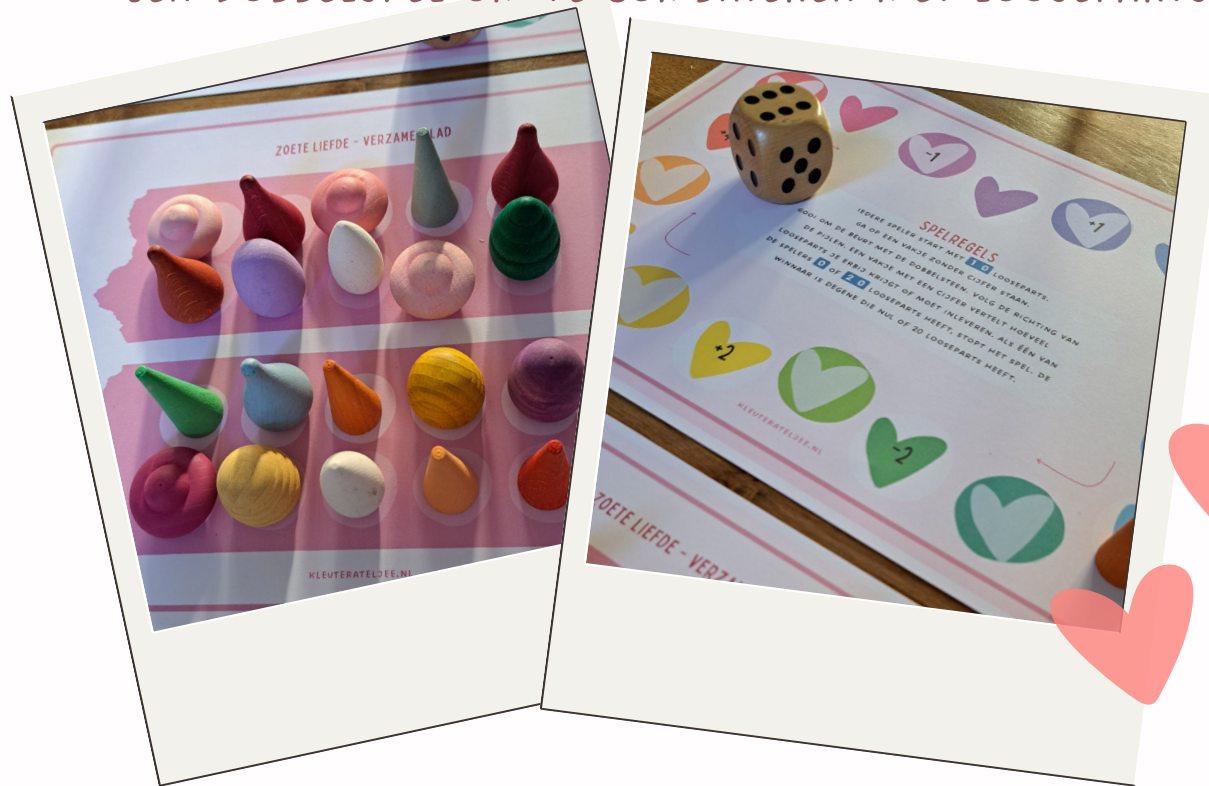 ZOETE LIEFDE - VERZAMELBLAD
KLEUTERATELJEE.NL
-1
+1
SPELREGELS
IEDERE SPELER START MET 10 LOOSEPARTS.
GA OP EEN VAKJE ZONDER CIJFER STAAN.
ROOI OM DE BEURT MET DE DOBBELSTEEN, VOLG DE RICHTING VAN
DE PIJLEN. EEN VAKJE MET EEN CIJFER VERTELT HOEVEEL
LOOSEPARTS JE ERBIJ KRIJGT OF MOET INLEVEREN. ALS ÉÉN VAN
DE SPELERS 0 OF 20 LOOSEPARTS HEEFT, STOPT HET SPEL. DE
WINNAAR IS DEGENE DIE NUL OF 20 LOOSEPARTS HEEFT.
+2
-2
KLEUTERATELJEE.NL
ZOETE LIEFDE -